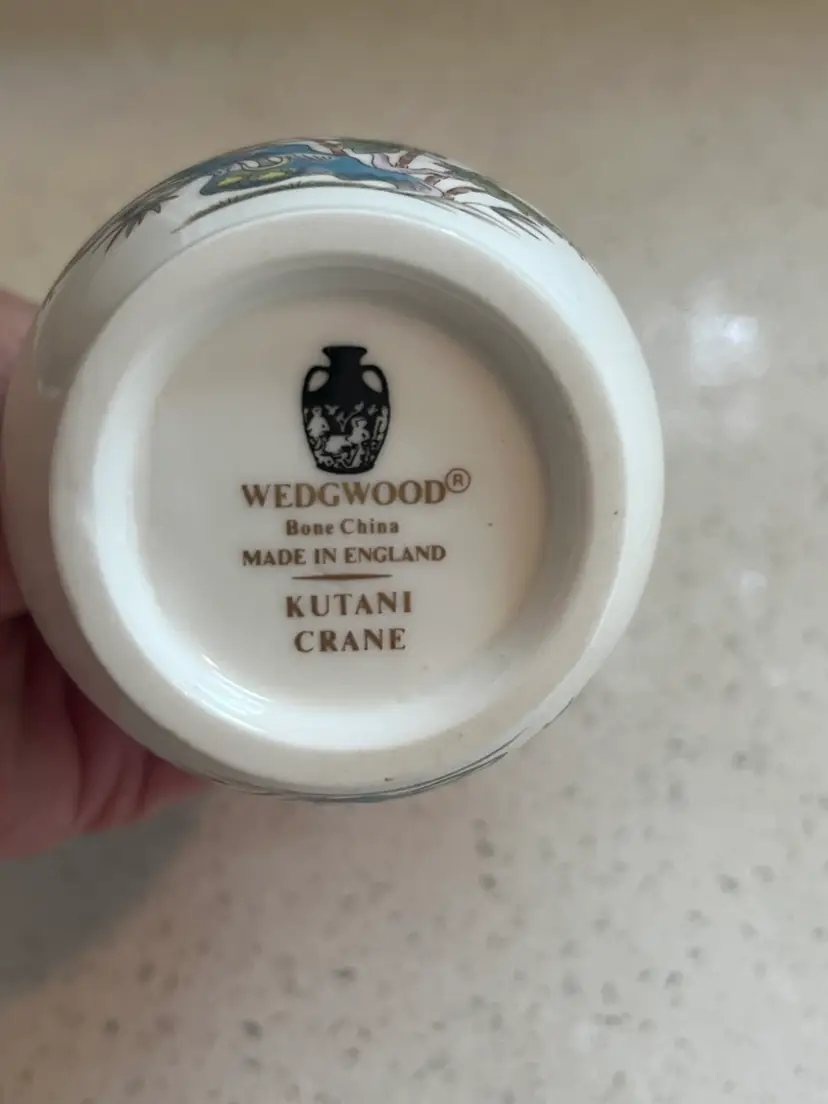 WEDGWOOD®
Bone China
MADE IN ENGLAND
KUTANI
CRANE